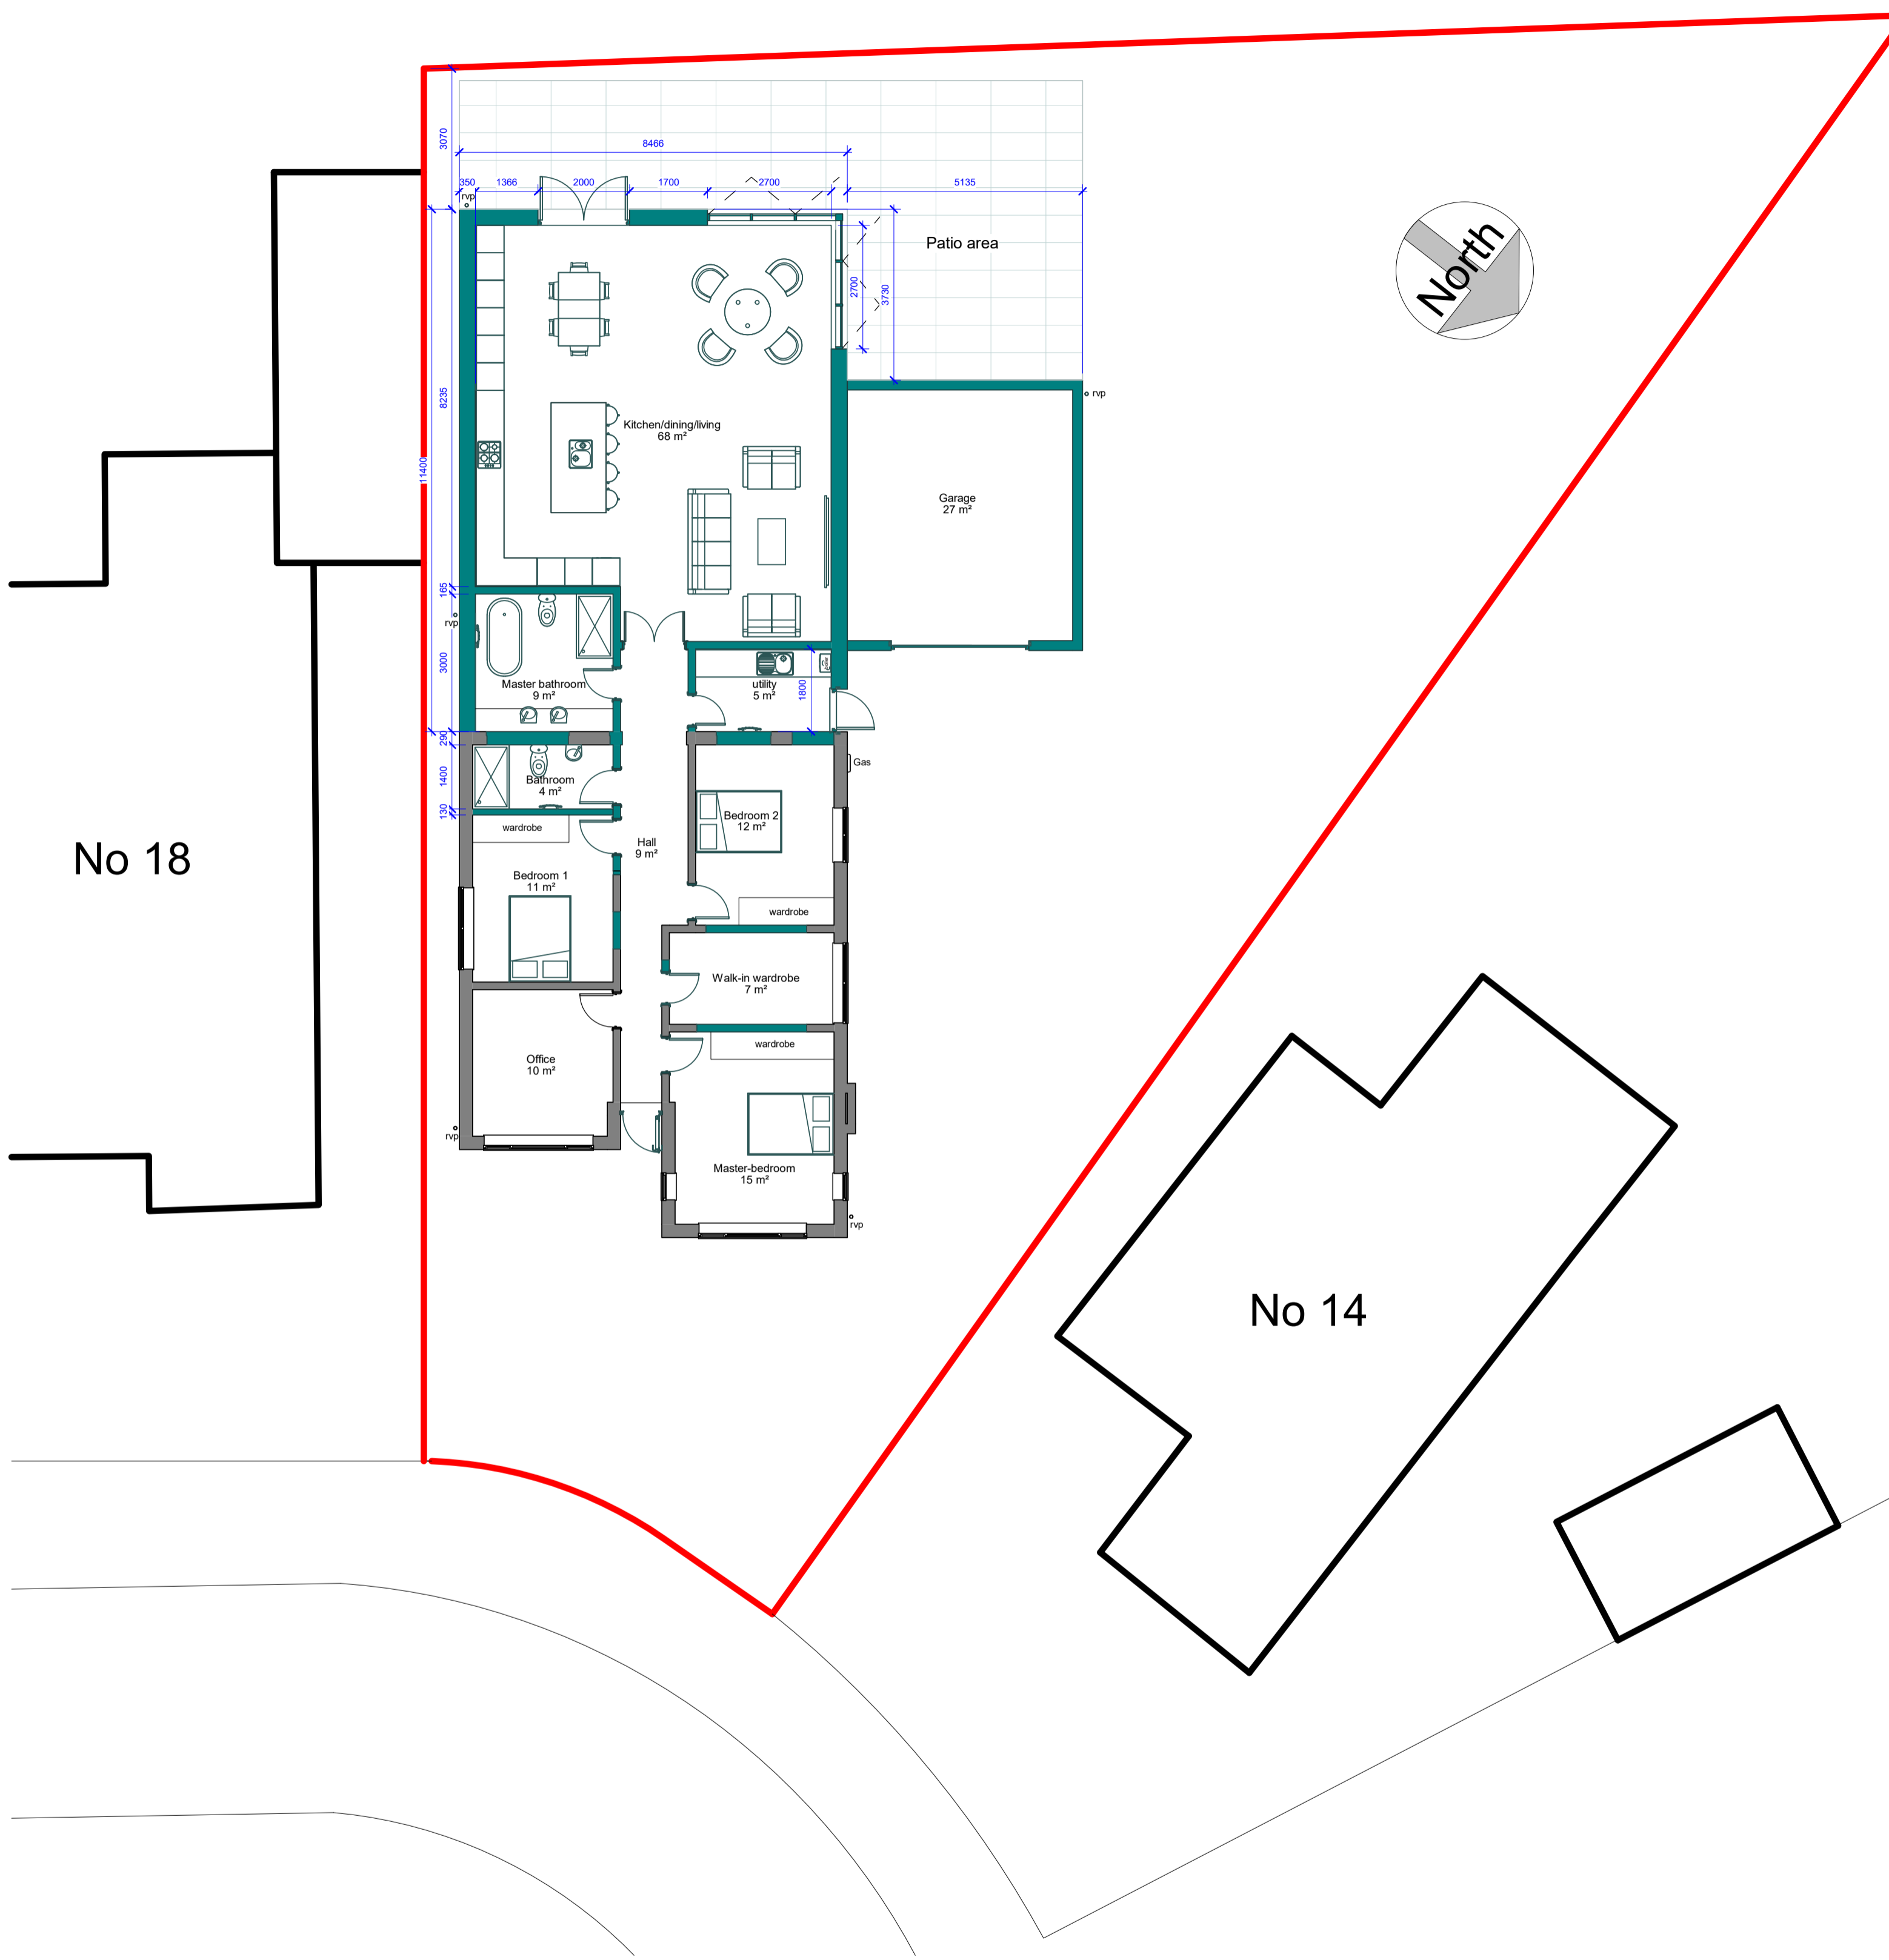 3070
8466
350
1366
2000
1700
2700
5135
rvp
Patio area
North
2700
3730
rvp
8235
Kitchen/dining/living
68 m²
11400
Garage
27 m²
165
rvp
3000
Master bathroom
9 m²
utility
5 m²
1800
290
Gas
1400
Bathroom
4 m²
130
wardrobe
Bedroom 2
12 m²
Hall
9 m²
No 18
Bedroom 1
11 m²
wardrobe
Walk-in wardrobe
7 m²
wardrobe
Office
10 m²
rvp
Master-bedroom
15 m²
rvp
No 14